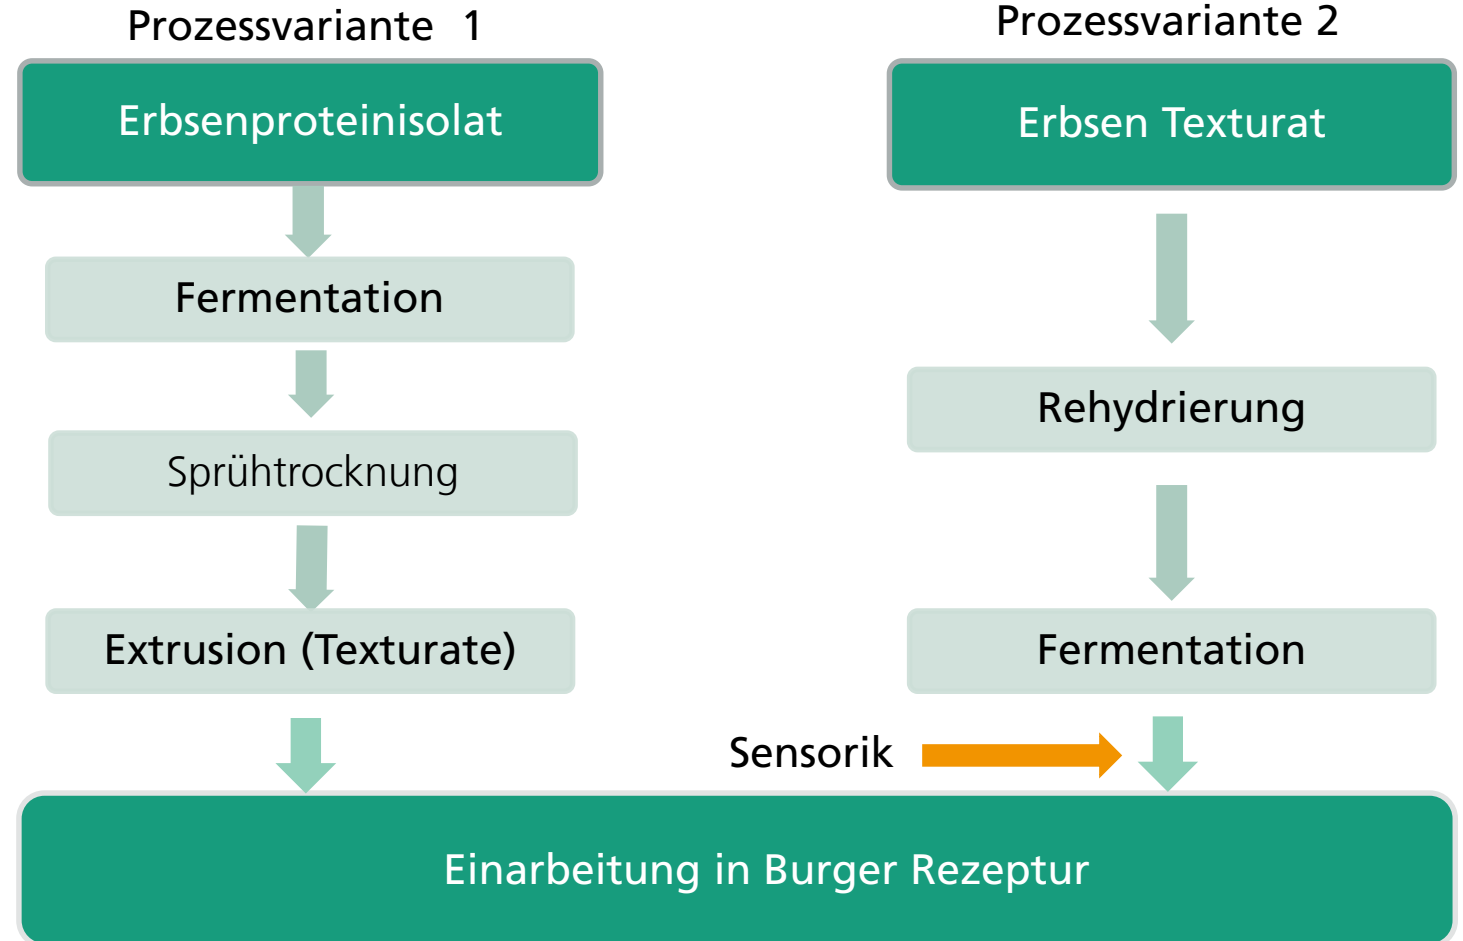 Prozessvariante 1
Erbsenproteinisolat
Fermentation
Sprühtrocknung
Extrusion (Texturate)
Prozessvariante 2
Erbsen Texturat
Rehydrierung
Fermentation
Sensorik
Einarbeitung in Burger Rezeptur